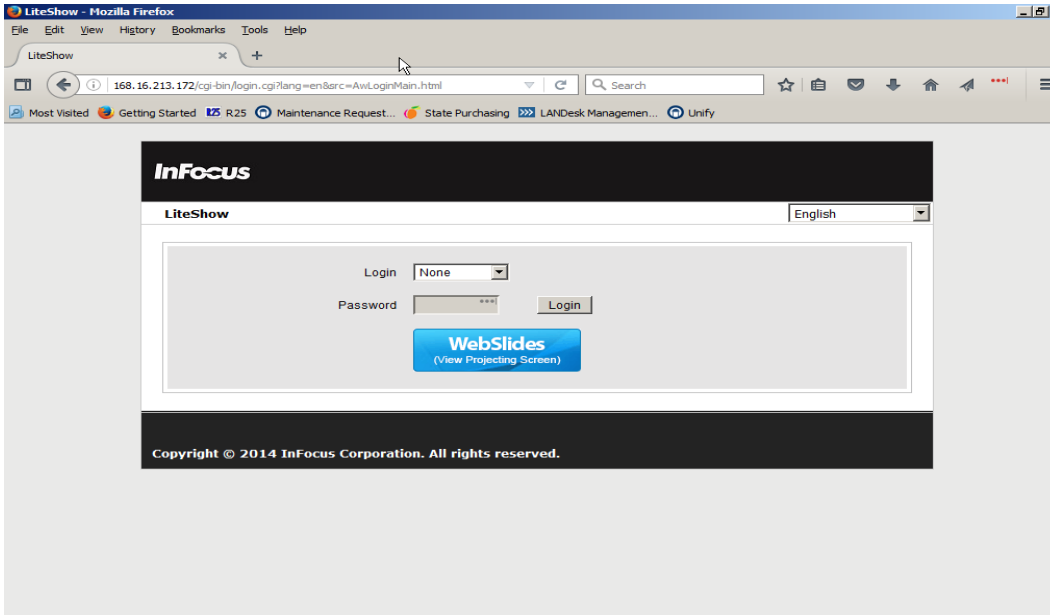 LiteShow - Mozilla Firefox
File Edit View History Bookmarks Tools Help
LiteShow
168.16.213.172/cgi-bin/login.cgi?lang=en&src=AwLoginMain.html Search
Most Visited Getting Started 25 R25 Maintenance Request... State Purchasing LANDesk Managemen... Unify
InFocus
LiteShow English
Login None
Password Login
WebSlides
(View Projecting Screen)
Copyright © 2014 InFocus Corporation. All rights reserved.